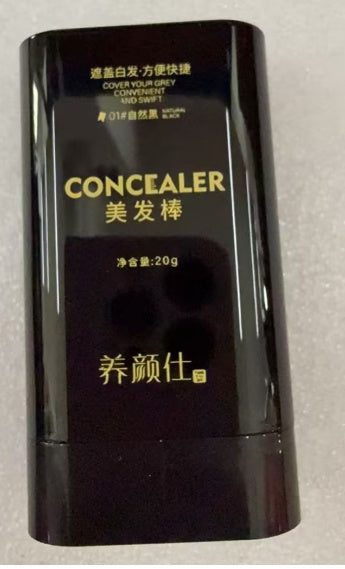 遮盖白发·方便快捷
COVER YOUR GREY
CONVENIENT
AND SWIFT
01#自然黑 NATURAL BLACK
CONCEALER
美发棒
净含量:20g
养颜仕